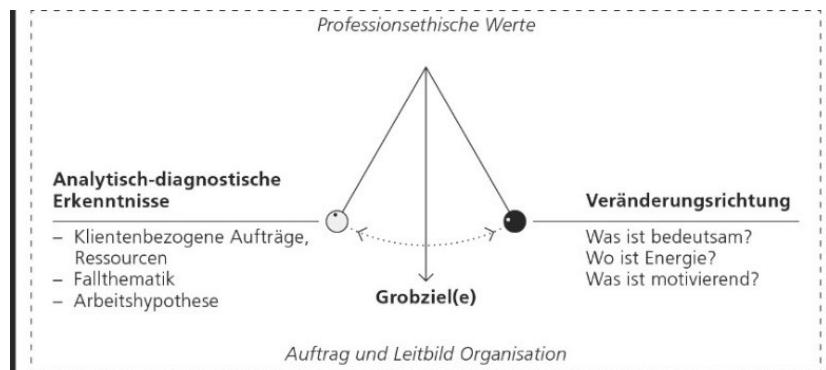 Professionsethische Werte
Analytisch-diagnostische
Erkenntnisse
– Klientenbezogene Aufträge,
Ressourcen
– Fallthematik
– Arbeitshypothese
Veränderungsrichtung
Was ist bedeutsam?
Wo ist Energie?
Was ist motivierend?
Grobziel(e)
Auftrag und Leitbild Organisation